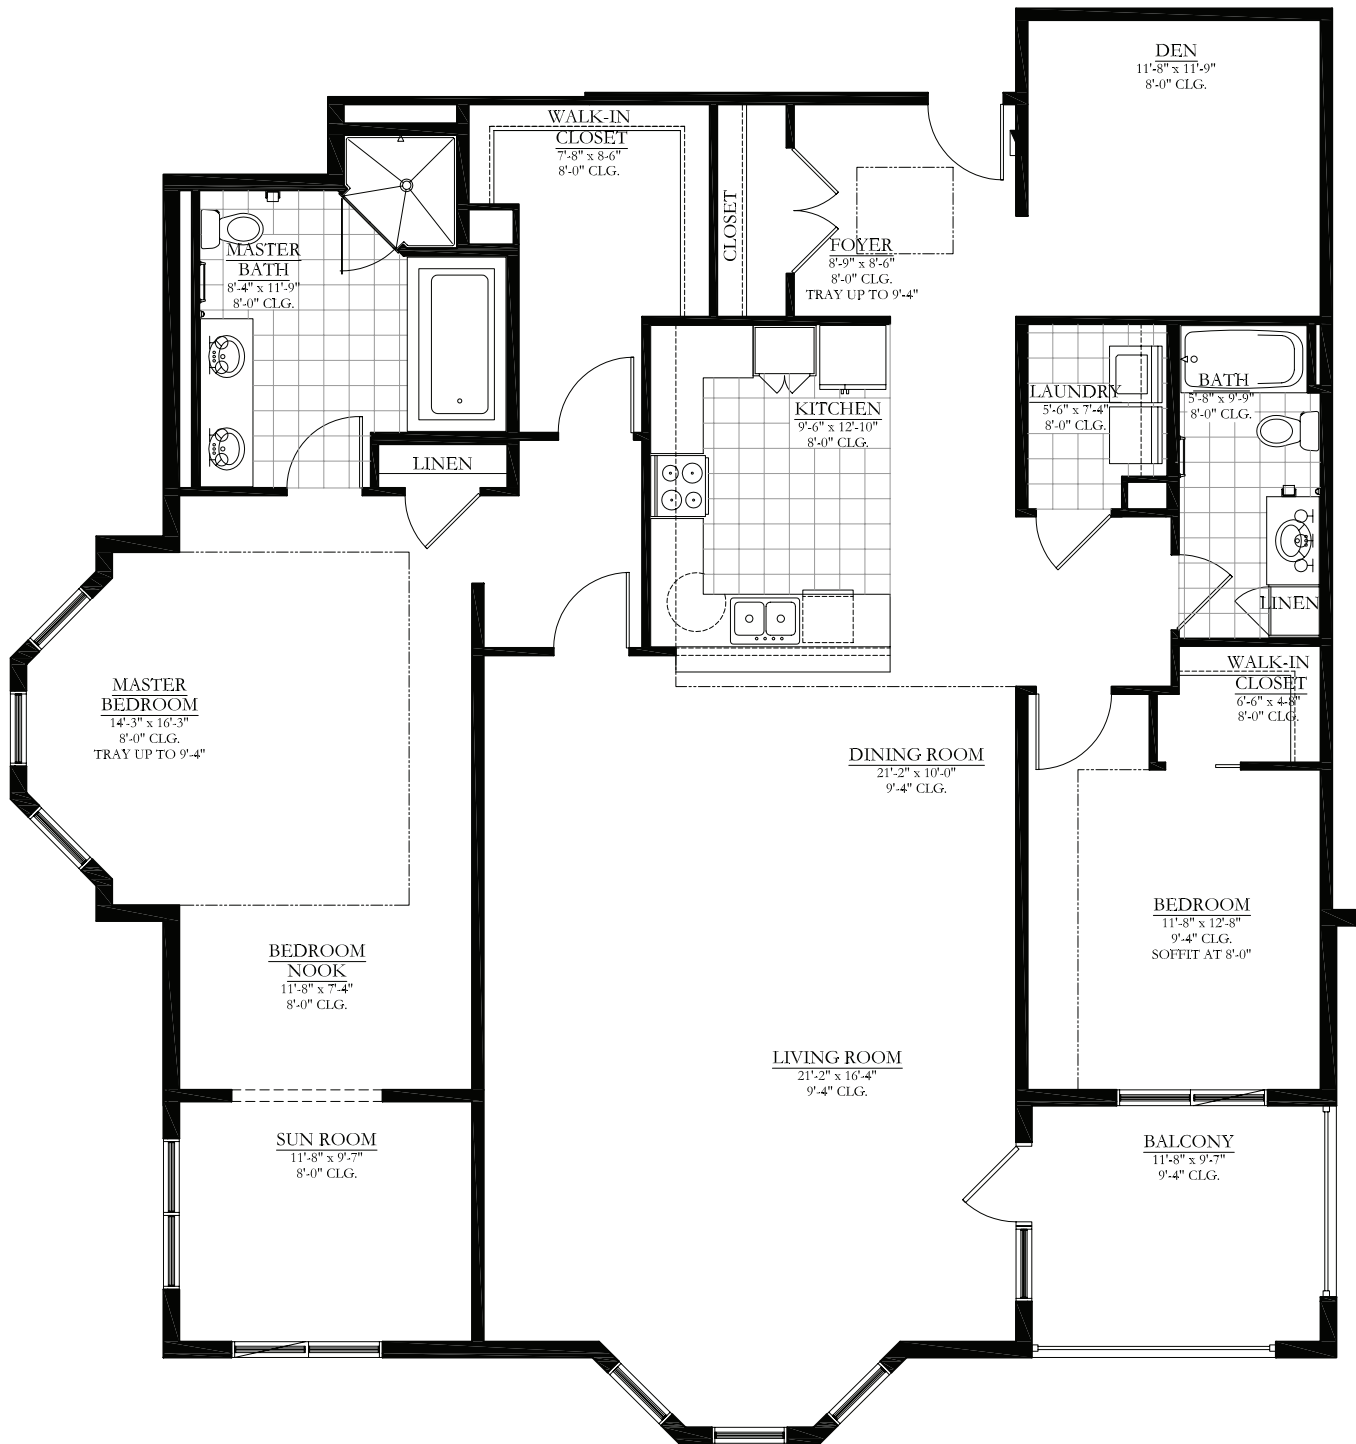 DEN
11'-8" x 11'-9"
8'-0" CLG.
WALK-IN
CLOSET
7'-8" x 8'-6"
8'-0" CLG.
CLOSET
FOYER
8'-9" x 8'-6"
8'-0" CLG.
TRAY UP TO 9'-4"
MASTER
BATH
8'-4" x 11'-9"
8'-0" CLG.
KITCHEN
9'-6" x 12'-10"
8'-0" CLG.
LAUNDRY
5'-6" x 7'-4"
8'-0" CLG.
BATH
5'-8" x 9'-9"
8'-0" CLG.
LINEN
LINEN
WALK-IN
CLOSET
6'-6" x 4'-8"
8'-0" CLG.
MASTER
BEDROOM
14'-3" x 16'-3"
8'-0" CLG.
TRAY UP TO 9'-4"
DINING ROOM
21'-2" x 10'-0"
9'-4" CLG.
BEDROOM
11'-8" x 12'-8"
9'-4" CLG.
SOFFIT AT 8'-0"
BEDROOM
NOOK
11'-8" x 7'-4"
8'-0" CLG.
LIVING ROOM
21'-2" x 16'-4"
9'-4" CLG.
SUN ROOM
11'-8" x 9'-7"
8'-0" CLG.
BALCONY
11'-8" x 9'-7"
9'-4" CLG.